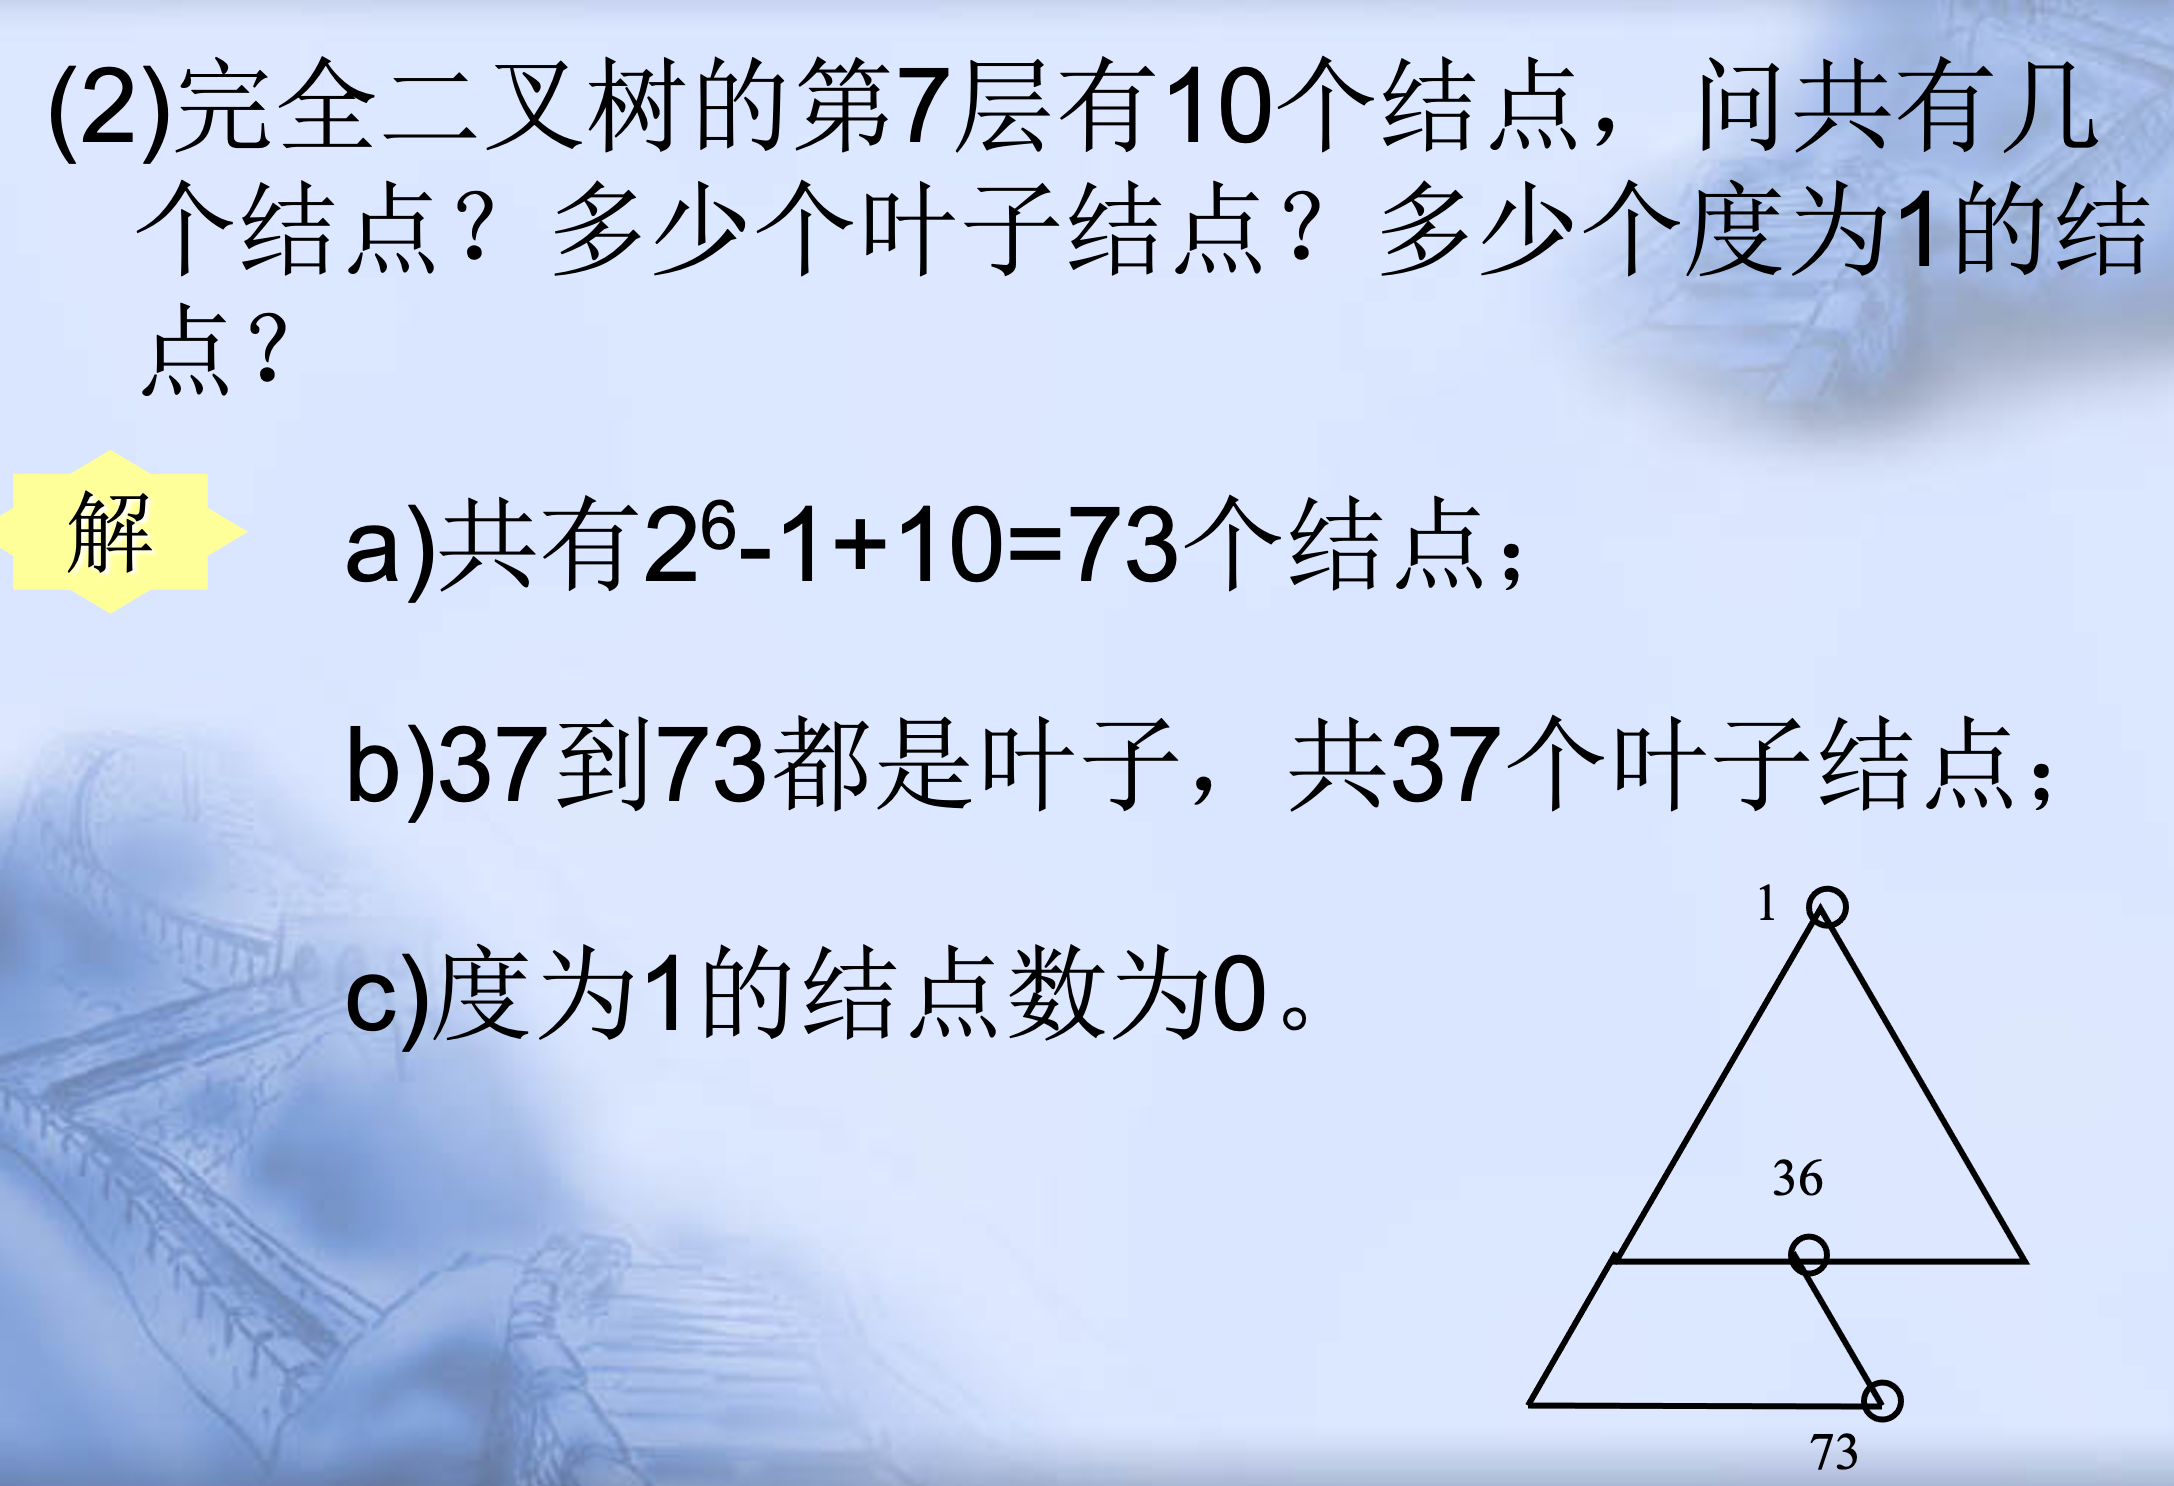 (2)完全二叉树的第7层有10个结点，问共有几
个结点？多少个叶子结点？多少个度为1的结
点？
解
a)共有2⁶-1+10=73个结点；
b)37到73都是叶子，共37个叶子结点；
c)度为1的结点数为0。
1
36
73